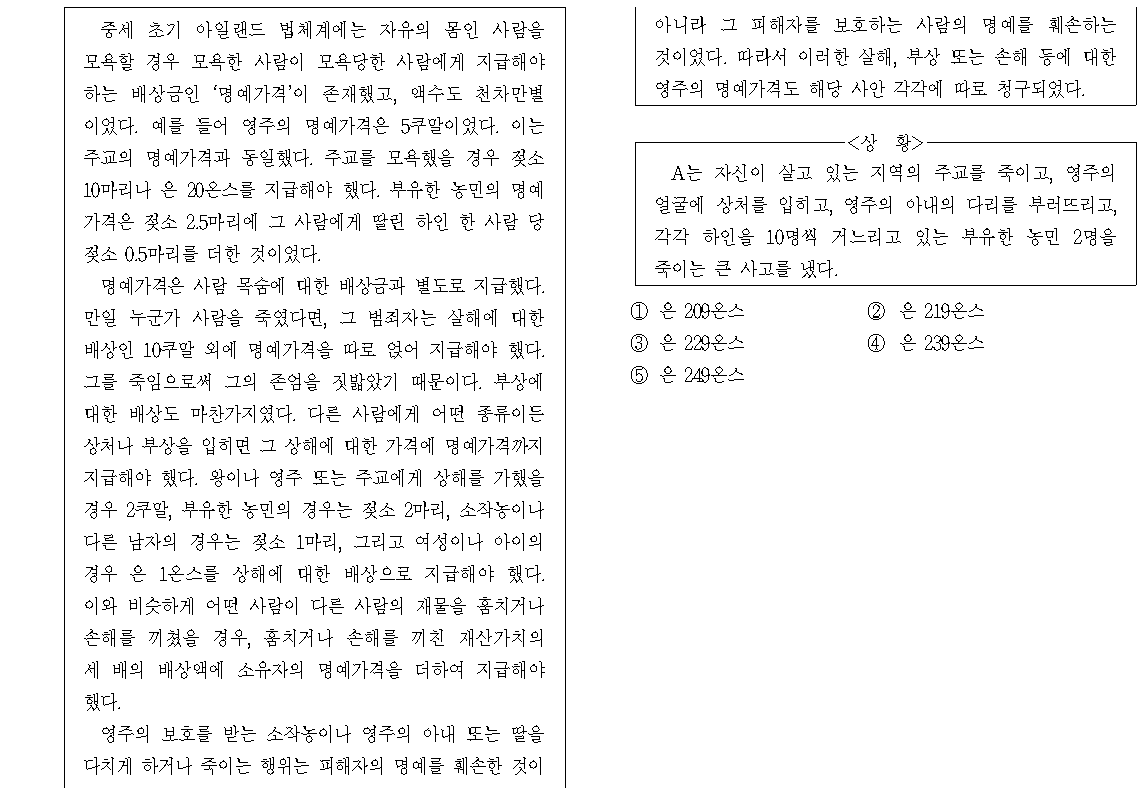 중세 초기 아일랜드 법체계에는 자유의 몸인 사람을
모욕할 경우 모욕한 사람이 모욕당한 사람에게 지급해야
하는 배상금인 ‘명예가격’이 존재했고, 액수도 천차만별
이었다. 예를 들어 영주의 명예가격은 5쿠말이었다. 이는
주교의 명예가격과 동일했다. 주교를 모욕했을 경우 젖소
10마리나 은 20온스를 지급해야 했다. 부유한 농민의 명예
가격은 젖소 2.5마리에 그 사람에게 딸린 하인 한 사람 당
젖소 0.5마리를 더한 것이었다.
명예가격은 사람 목숨에 대한 배상금과 별도로 지급했다.
만일 누군가 사람을 죽였다면, 그 범죄자는 살해에 대한
배상인 10쿠말 외에 명예가격을 따로 얹어 지급해야 했다.
그를 죽임으로써 그의 존엄을 짓밟았기 때문이다. 부상에
대한 배상도 마찬가지였다. 다른 사람에게 어떤 종류이든
상처나 부상을 입히면 그 상해에 대한 가격에 명예가격까지
지급해야 했다. 왕이나 영주 또는 주교에게 상해를 가했을
경우 2쿠말, 부유한 농민의 경우는 젖소 2마리, 소작농이나
다른 남자의 경우는 젖소 1마리, 그리고 여성이나 아이의
경우 은 1온스를 상해에 대한 배상으로 지급해야 했다.
이와 비슷하게 어떤 사람이 다른 사람의 재물을 훔치거나
손해를 끼쳤을 경우, 훔치거나 손해를 끼친 재산가치의
세 배의 배상액에 소유자의 명예가격을 더하여 지급해야
했다.
영주의 보호를 받는 소작농이나 영주의 아내 또는 딸을
다치게 하거나 죽이는 행위는 피해자의 명예를 훼손한 것이
아니라 그 피해자를 보호하는 사람의 명예를 훼손하는
것이었다. 따라서 이러한 살해, 부상 또는 손해 등에 대한
영주의 명예가격도 해당 사안 각각에 따로 청구되었다.
<상 황>
A는 자신이 살고 있는 지역의 주교를 죽이고, 영주의
얼굴에 상처를 입히고, 영주의 아내의 다리를 부러뜨리고,
각각 하인을 10명씩 거느리고 있는 부유한 농민 2명을
죽이는 큰 사고를 냈다.
① 은 209온스
② 은 219온스
③ 은 229온스
④ 은 239온스
⑤ 은 249온스